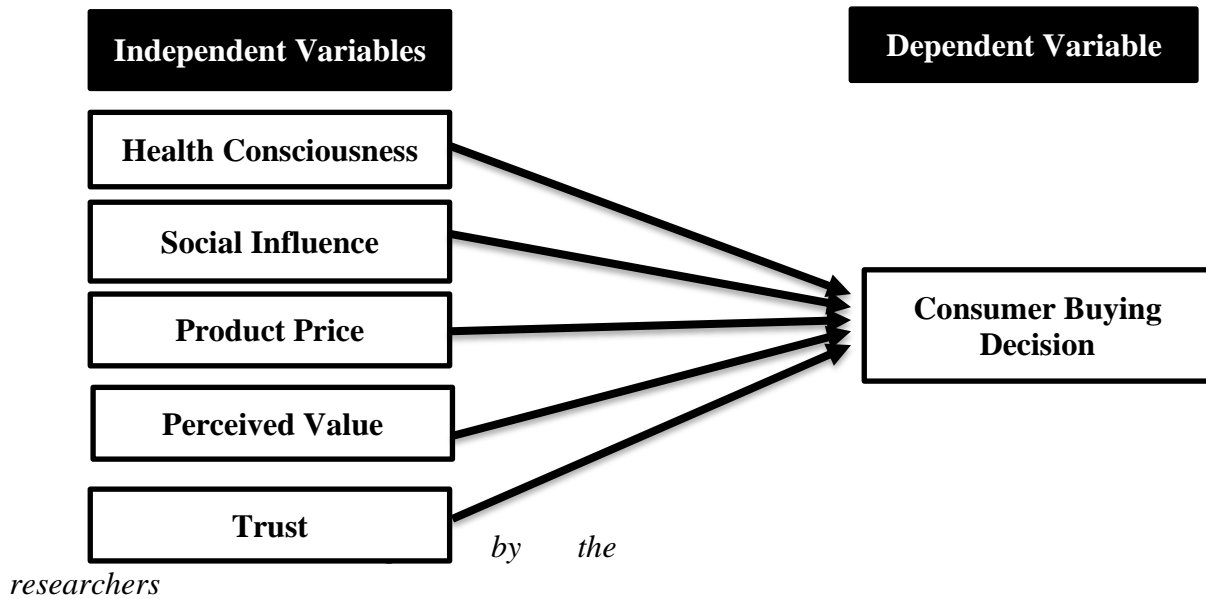 Independent Variables
Dependent Variable
Health Consciousness
Social Influence
Product Price
Perceived Value
Trust
Consumer Buying
Decision
by the
researchers